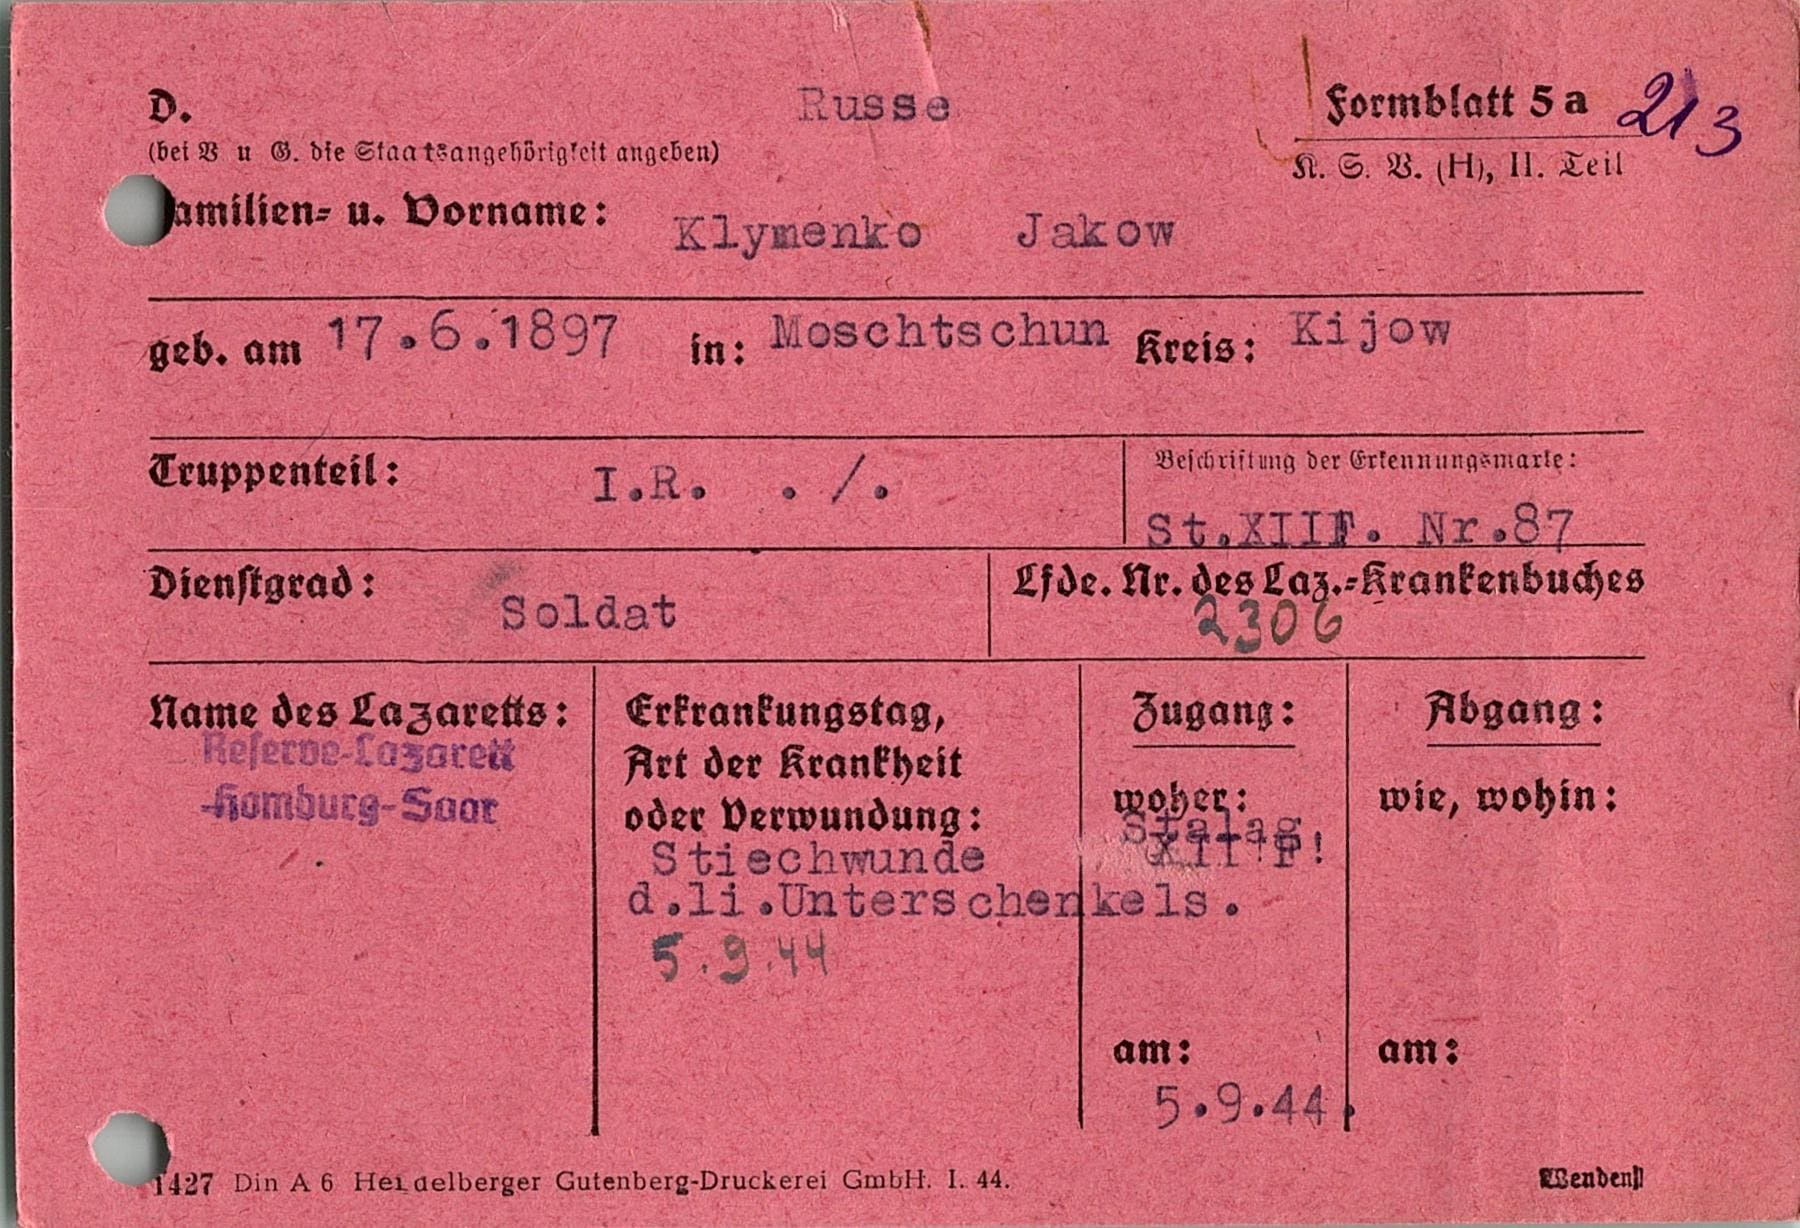 D. Russe Formblatt 5 a 213
(bei V u G. die Staatsangehörigkeit angeben) K. S. V. (H), II. Teil
amilien- u. Vorname: Klymenko Jakow
geb. am 17.6.1897 in: Moschtschun Kreis: Kijow
Truppenteil: I.R. . /. Beschriftung der Erkennungsmarke:
St.XIIF. Nr.87
Dienstgrad: Soldat Lfde. Nr. des Laz.-Krankenbuches
2306
Name des Lazaretts: Erkrankungstag, Zugang: Abgang:
Reserve-Lazarett Art der Krankheit woher: wie, wohin:
Homburg-Saar oder Verwundung: Stalag
Stiechwunde XII F!
d.li.Unterschenkels.
5.9.44
am: am:
5.9.44.
1427 Din A 6 Heidelberger Gutenberg-Druckerei GmbH. I. 44. Wenden!